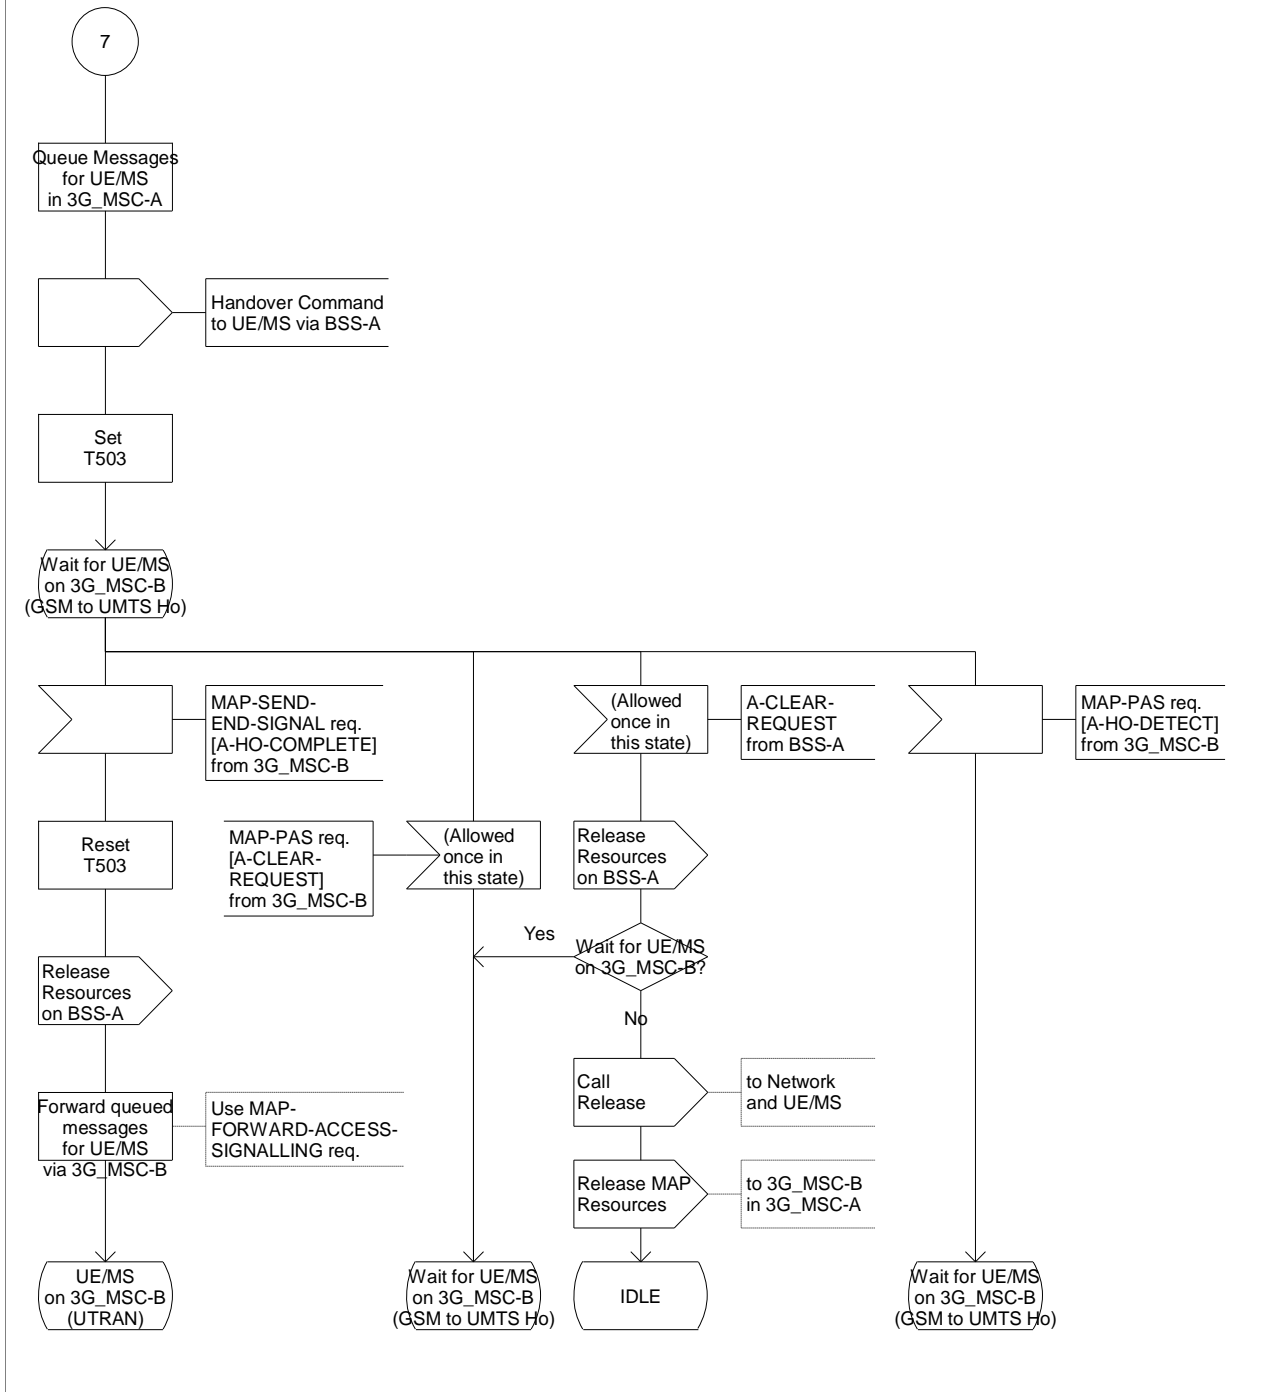 7
Queue Messages
for UE/MS
in 3G_MSC-A
Handover Command
to UE/MS via BSS-A
Set
T503
Wait for UE/MS
on 3G_MSC-B
(GSM to UMTS Ho)
MAP-SEND-
END-SIGNAL req.
[A-HO-COMPLETE]
from 3G_MSC-B
(Allowed
once in
this state)
A-CLEAR-
REQUEST
from BSS-A
MAP-PAS req.
[A-HO-DETECT]
from 3G_MSC-B
Reset
T503
MAP-PAS req.
[A-CLEAR-
REQUEST]
from 3G_MSC-B
(Allowed
once in
this state)
Release
Resources
on BSS-A
Yes
Wait for UE/MS
on 3G_MSC-B?
No
Release
Resources
on BSS-A
Call
Release
to Network
and UE/MS
Forward queued
messages
for UE/MS
via 3G_MSC-B
Use MAP-
FORWARD-ACCESS-
SIGNALLING req.
Release MAP
Resources
to 3G_MSC-B
in 3G_MSC-A
UE/MS
on 3G_MSC-B
(UTRAN)
Wait for UE/MS
on 3G_MSC-B
(GSM to UMTS Ho)
IDLE
Wait for UE/MS
on 3G_MSC-B
(GSM to UMTS Ho)